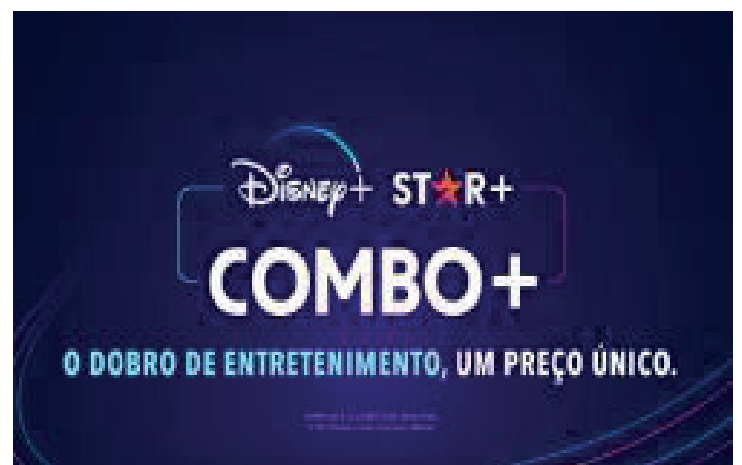 Disney+ STAR+
COMBO+
O DOBRO DE ENTRETENIMENTO, UM PREÇO ÚNICO.